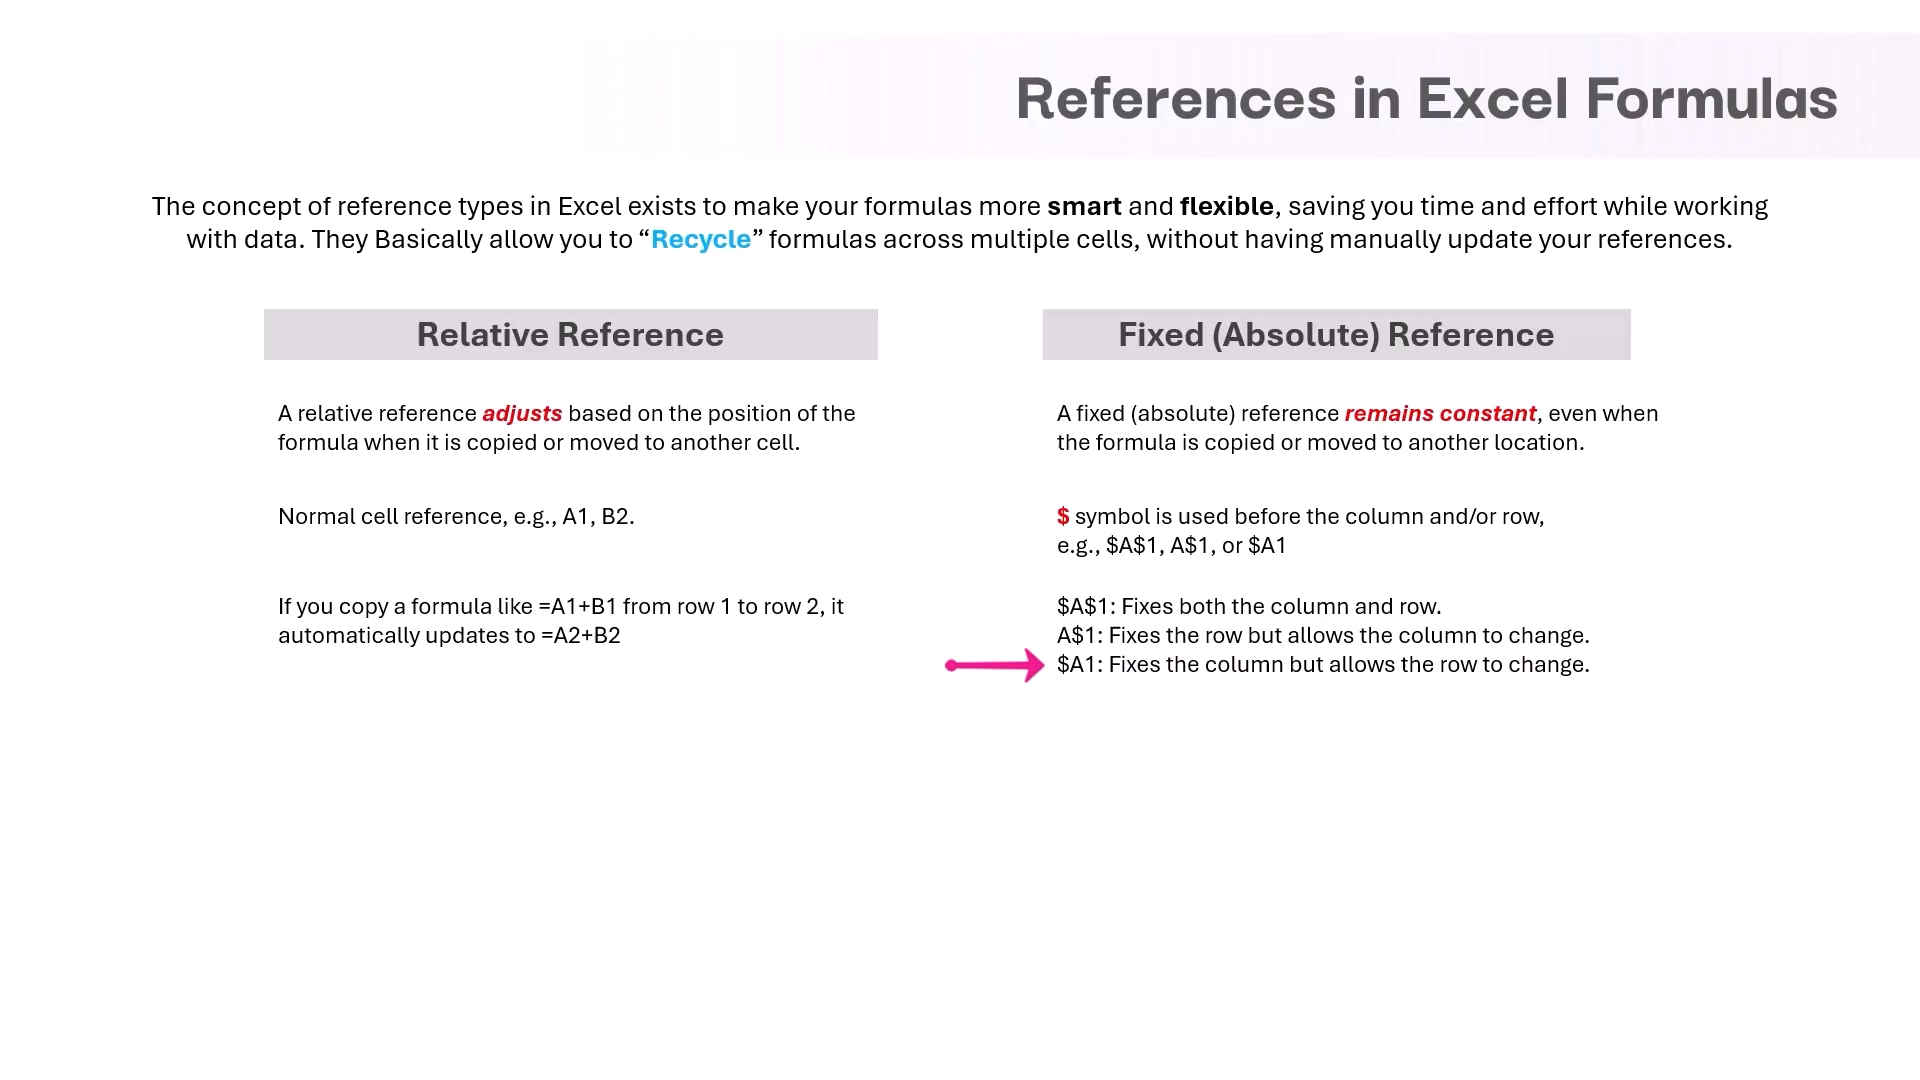 References in Excel Formulas
The concept of reference types in Excel exists to make your formulas more smart and flexible, saving you time and effort while working
with data. They Basically allow you to “Recycle” formulas across multiple cells, without having manually update your references.
Relative Reference
A relative reference adjusts based on the position of the
formula when it is copied or moved to another cell.
Normal cell reference, e.g., A1, B2.
If you copy a formula like =A1+B1 from row 1 to row 2, it
automatically updates to =A2+B2
Fixed (Absolute) Reference
A fixed (absolute) reference remains constant, even when
the formula is copied or moved to another location.
$ symbol is used before the column and/or row,
e.g., $A$1, A$1, or $A1
$A$1: Fixes both the column and row.
A$1: Fixes the row but allows the column to change.
$A1: Fixes the column but allows the row to change.